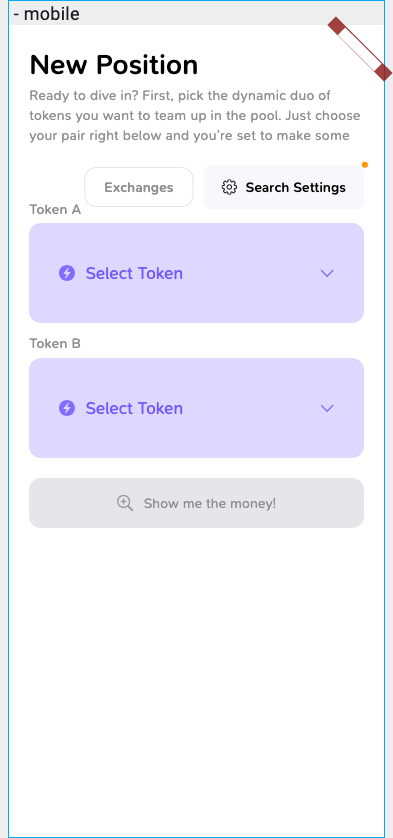 - mobile
New Position
Ready to dive in? First, pick the dynamic duo of
tokens you want to team up in the pool. Just choose
your pair right below and you're set to make some
Exchanges
Search Settings
Token A
Select Token
Token B
Select Token
Show me the money!